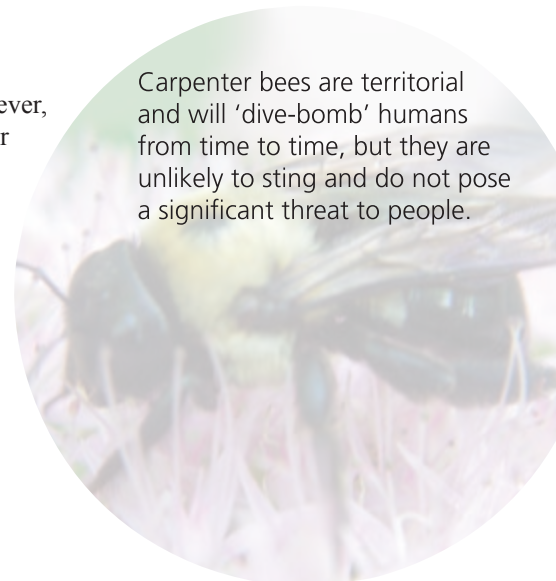 ever,
r
Carpenter bees are territorial
and will ‘dive-bomb’ humans
from time to time, but they are
unlikely to sting and do not pose
a significant threat to people.